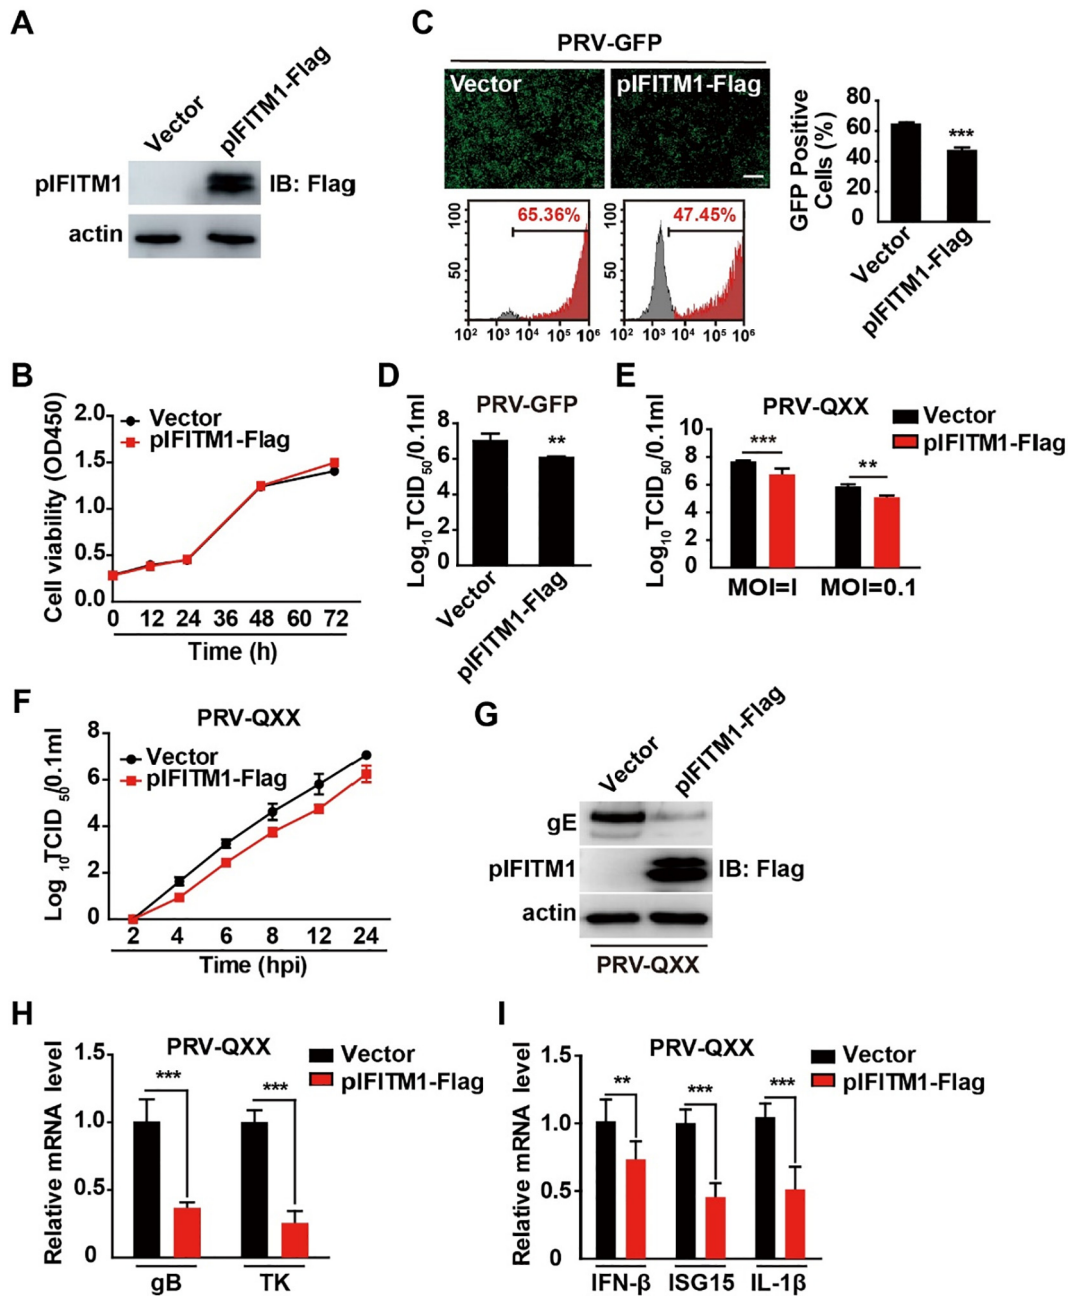 A
Vector
pIFITM1-Flag
pIFITM1
IB: Flag
actin
C
PRV-GFP
Vector
pIFITM1-Flag
65.36%
47.45%
100
50
10² 10³ 10⁴ 10⁵ 10⁶
100
50
10² 10³ 10⁴ 10⁵ 10⁶
GFP Positive
Cells (%)
80
60
40
20
0
***
Vector
pIFITM1-Flag
B
Cell viability (OD450)
2.0
1.5
1.0
0.5
0.0
Vector
pIFITM1-Flag
0 12 24 36 48 60 72
Time (h)
D
PRV-GFP
Log₁₀TCID₅₀/0.1ml
8
6
4
2
0
**
Vector
pIFITM1-Flag
E
PRV-QXX
Vector
pIFITM1-Flag
Log₁₀TCID₅₀/0.1ml
10
8
6
4
2
0
***
**
MOI=I MOI=0.1
F
PRV-QXX
Log ₁₀TCID ₅₀/0.1ml
8
6
4
2
0
Vector
pIFITM1-Flag
2 4 6 8 12 24
Time (hpi)
G
Vector
pIFITM1-Flag
gE
pIFITM1
IB: Flag
actin
PRV-QXX
H
PRV-QXX
Vector
pIFITM1-Flag
Relative mRNA level
1.5
1.0
0.5
0
***
***
gB TK
I
PRV-QXX
Vector
pIFITM1-Flag
Relative mRNA level
1.5
1.0
0.5
0
**
***
***
IFN-β ISG15 IL-1β